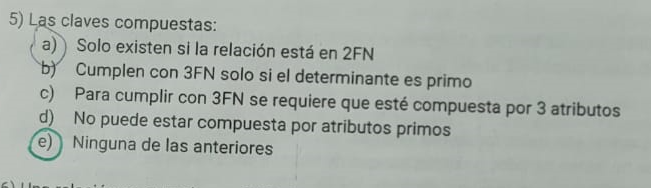 5) Las claves compuestas:
a) Solo existen si la relación está en 2FN
b) Cumplen con 3FN solo si el determinante es primo
c) Para cumplir con 3FN se requiere que esté compuesta por 3 atributos
d) No puede estar compuesta por atributos primos
e) Ninguna de las anteriores